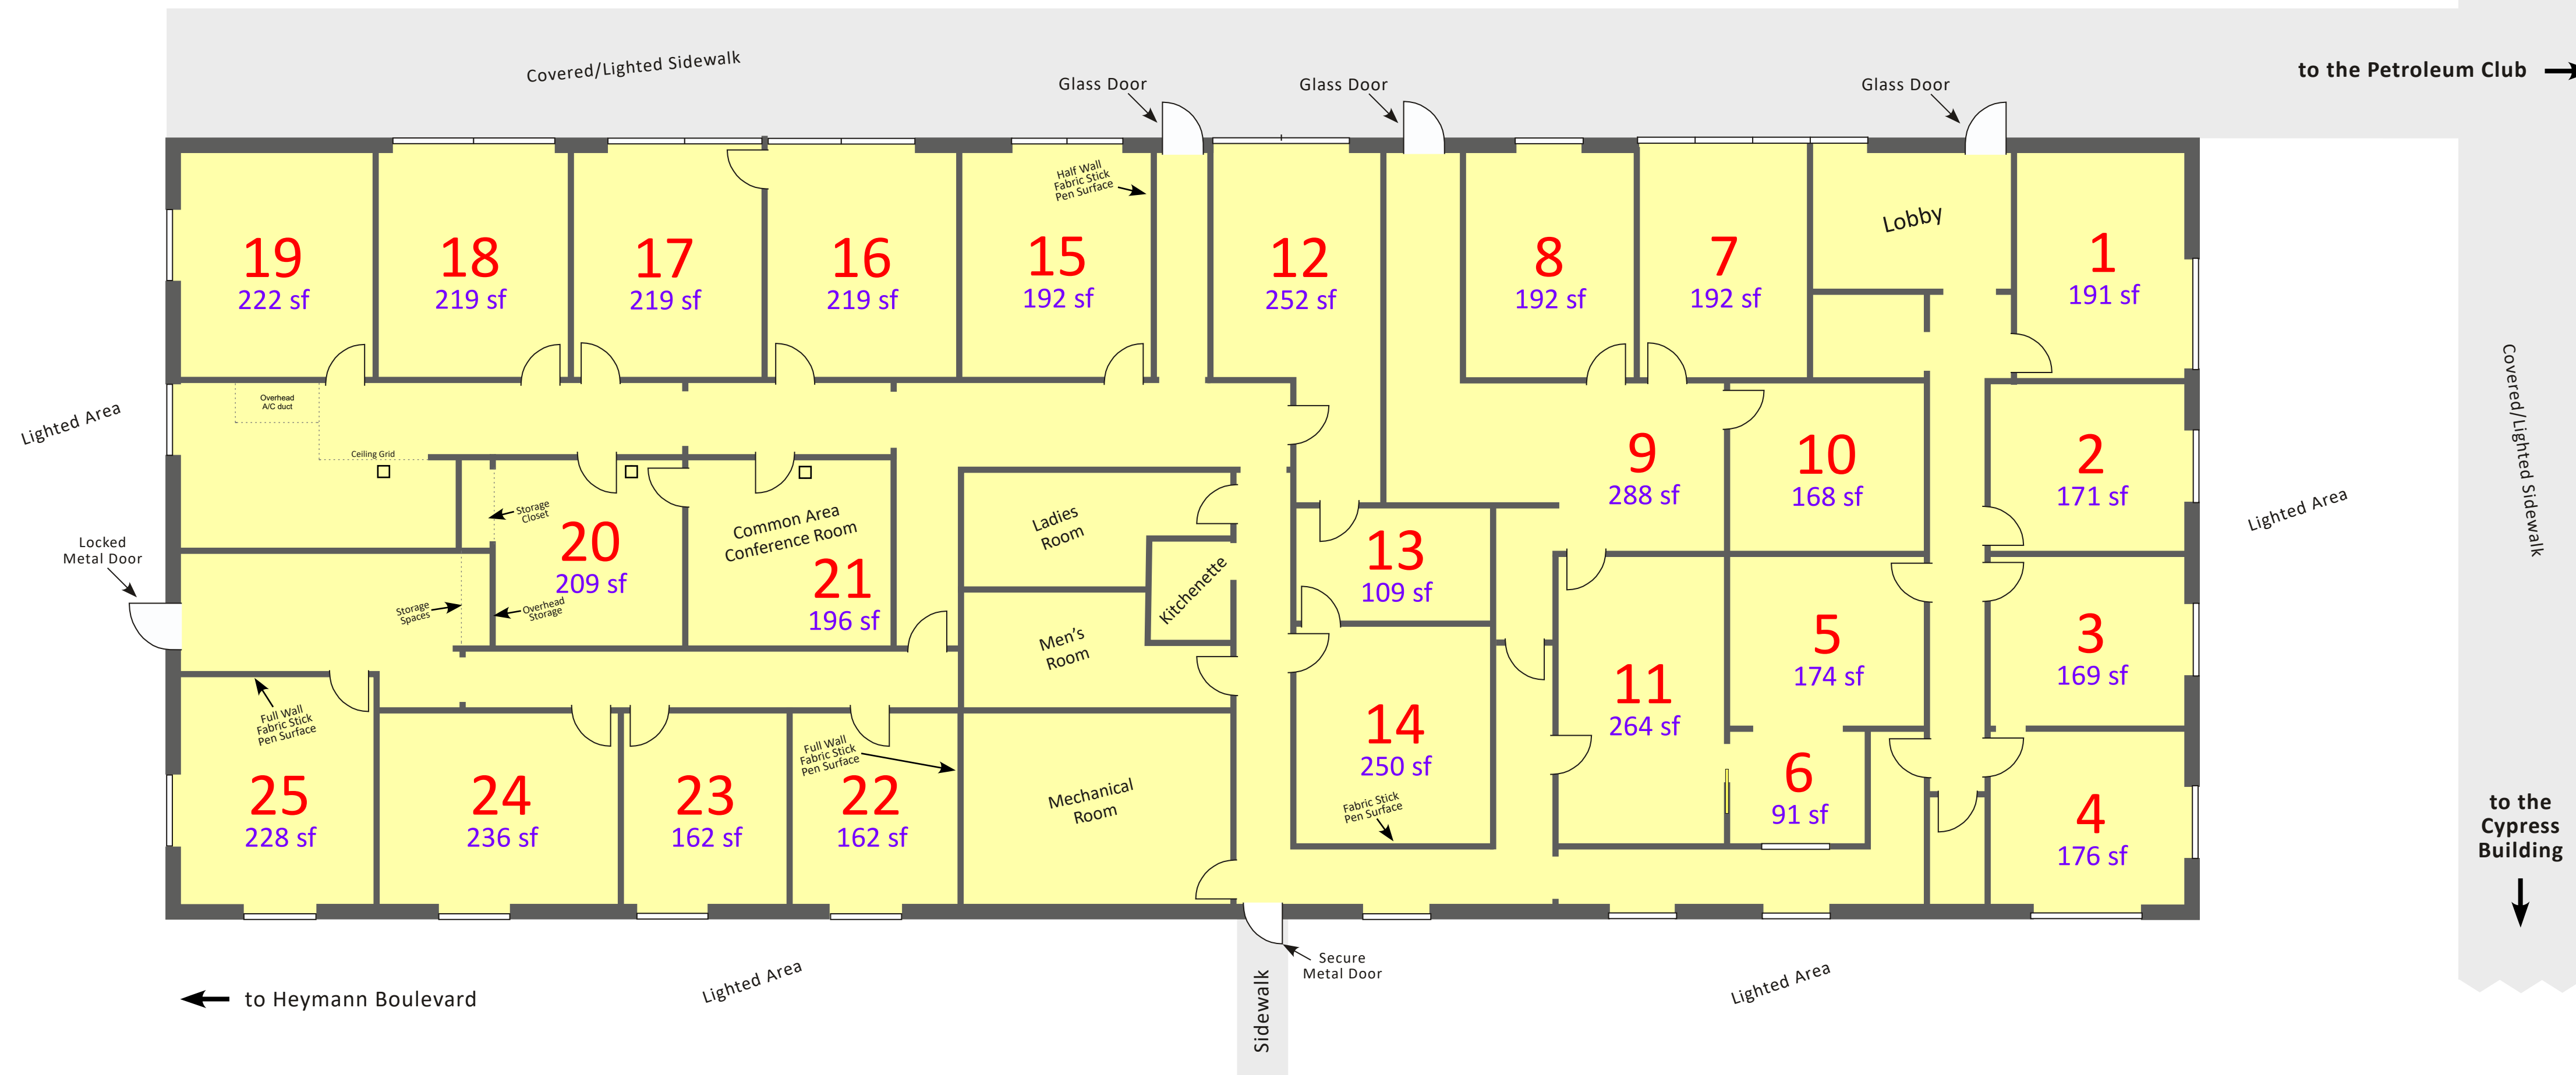 Covered/Lighted Sidewalk
Glass Door
Glass Door
Glass Door
to the Petroleum Club
Half Wall
Fabric Stick
Pen Surface
19
222 sf
18
219 sf
17
219 sf
16
219 sf
15
192 sf
12
252 sf
8
192 sf
7
192 sf
Lobby
1
191 sf
Overhead
A/C duct
Ceiling Grid
Lighted Area
Locked
Metal Door
Storage
Closet
20
209 sf
Storage
Spaces
Overhead
Storage
Common Area
Conference Room
21
196 sf
Ladies
Room
Kitchenette
Men's
Room
13
109 sf
9
288 sf
10
168 sf
2
171 sf
Lighted Area
Covered/Lighted Sidewalk
11
264 sf
5
174 sf
3
169 sf
Full Wall
Fabric Stick
Pen Surface
25
228 sf
24
236 sf
23
162 sf
Full Wall
Fabric Stick
Pen Surface
22
162 sf
Mechanical
Room
14
250 sf
Fabric Stick
Pen Surface
6
91 sf
4
176 sf
to the
Cypress
Building
to Heymann Boulevard
Lighted Area
Sidewalk
Secure
Metal Door
Lighted Area